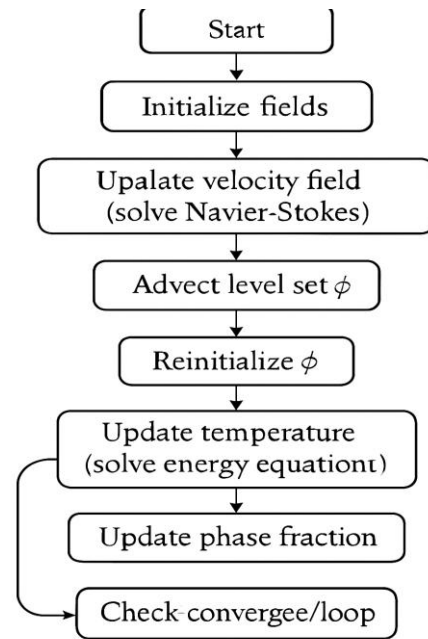 Start
Initialize fields
Upalate velocity field
(solve Navier-Stokes)
Advect level set ϕ
Reinitialize ϕ
Update temperature
(solve energy equationt)
Update phase fraction
Check-convergee/loop